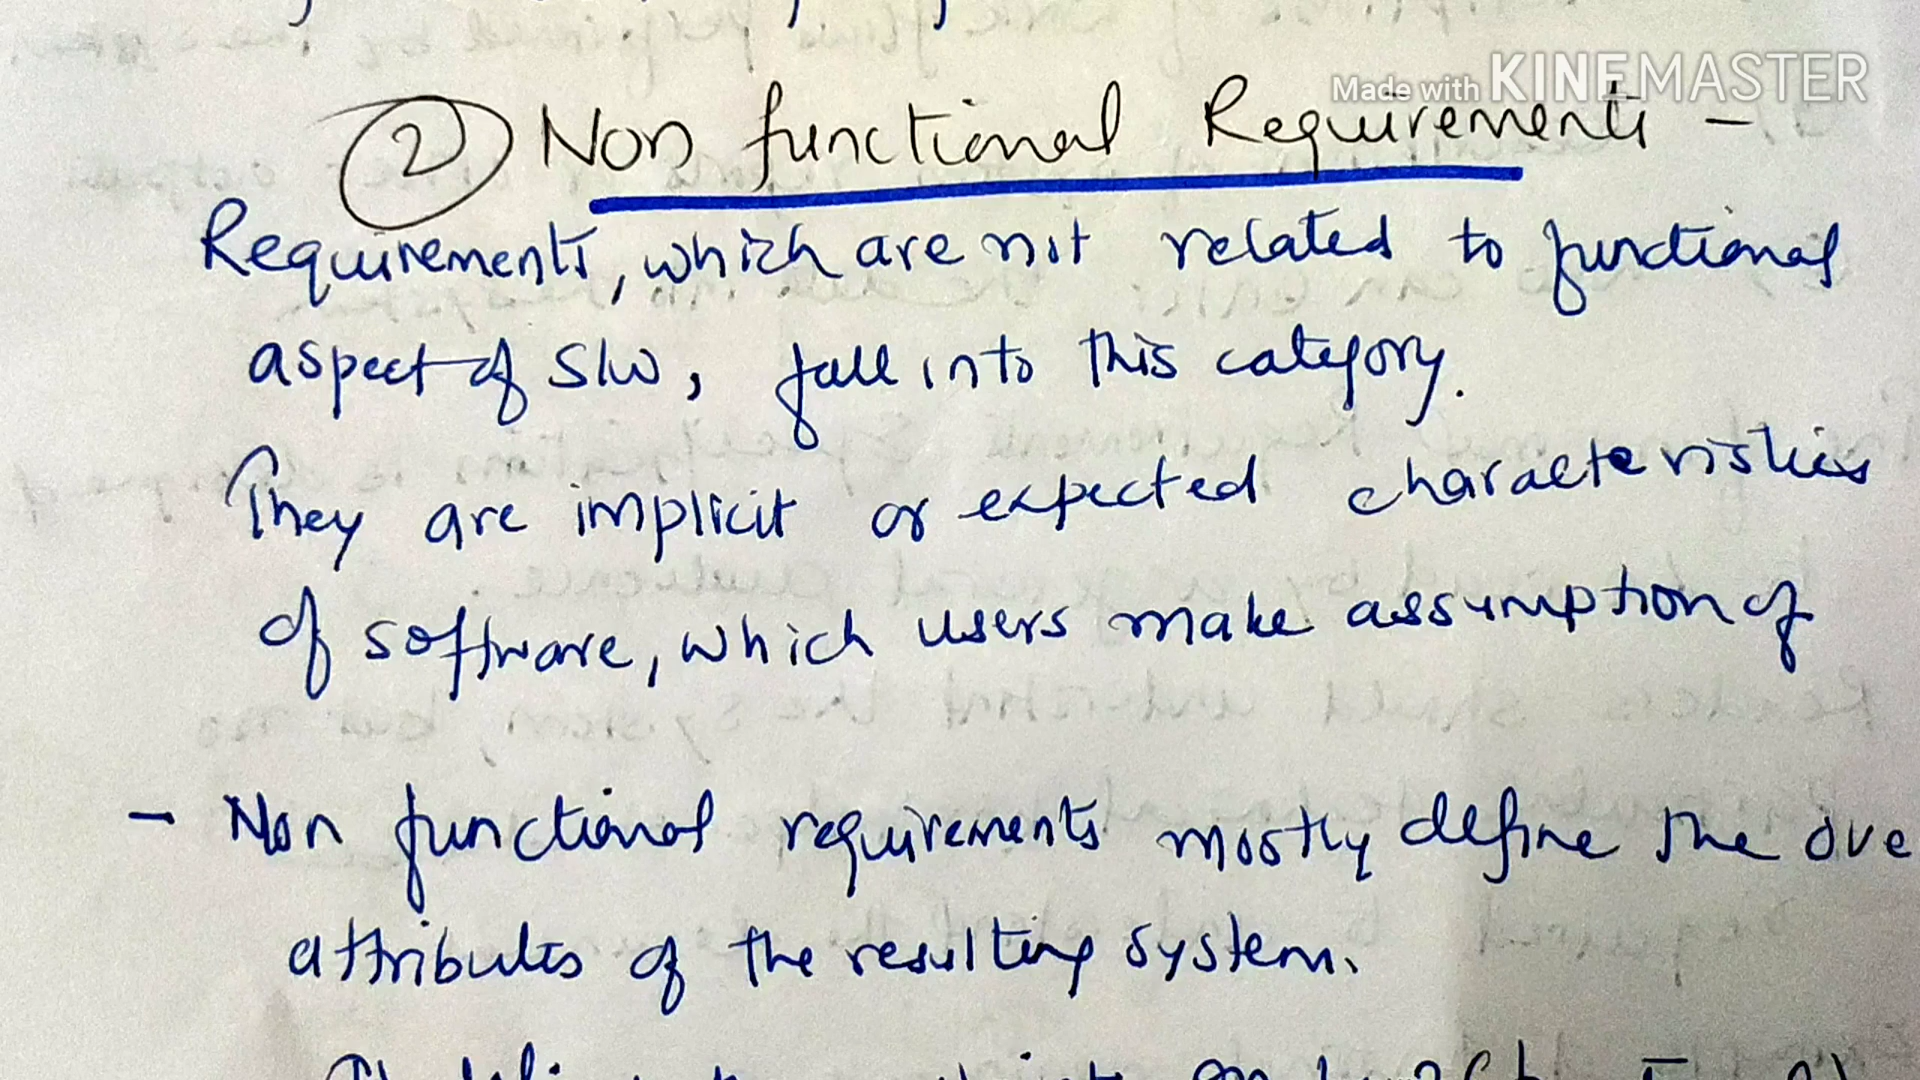 Made with KINEMASTER
② Non functional Requirements -
Requirements, which are not related to functional
aspect of S/W, fall into this category.
They are implicit or expected characteristics
of software, which users make assumption of
- Non functional requirements mostly define the ove
attributes of the resulting system.